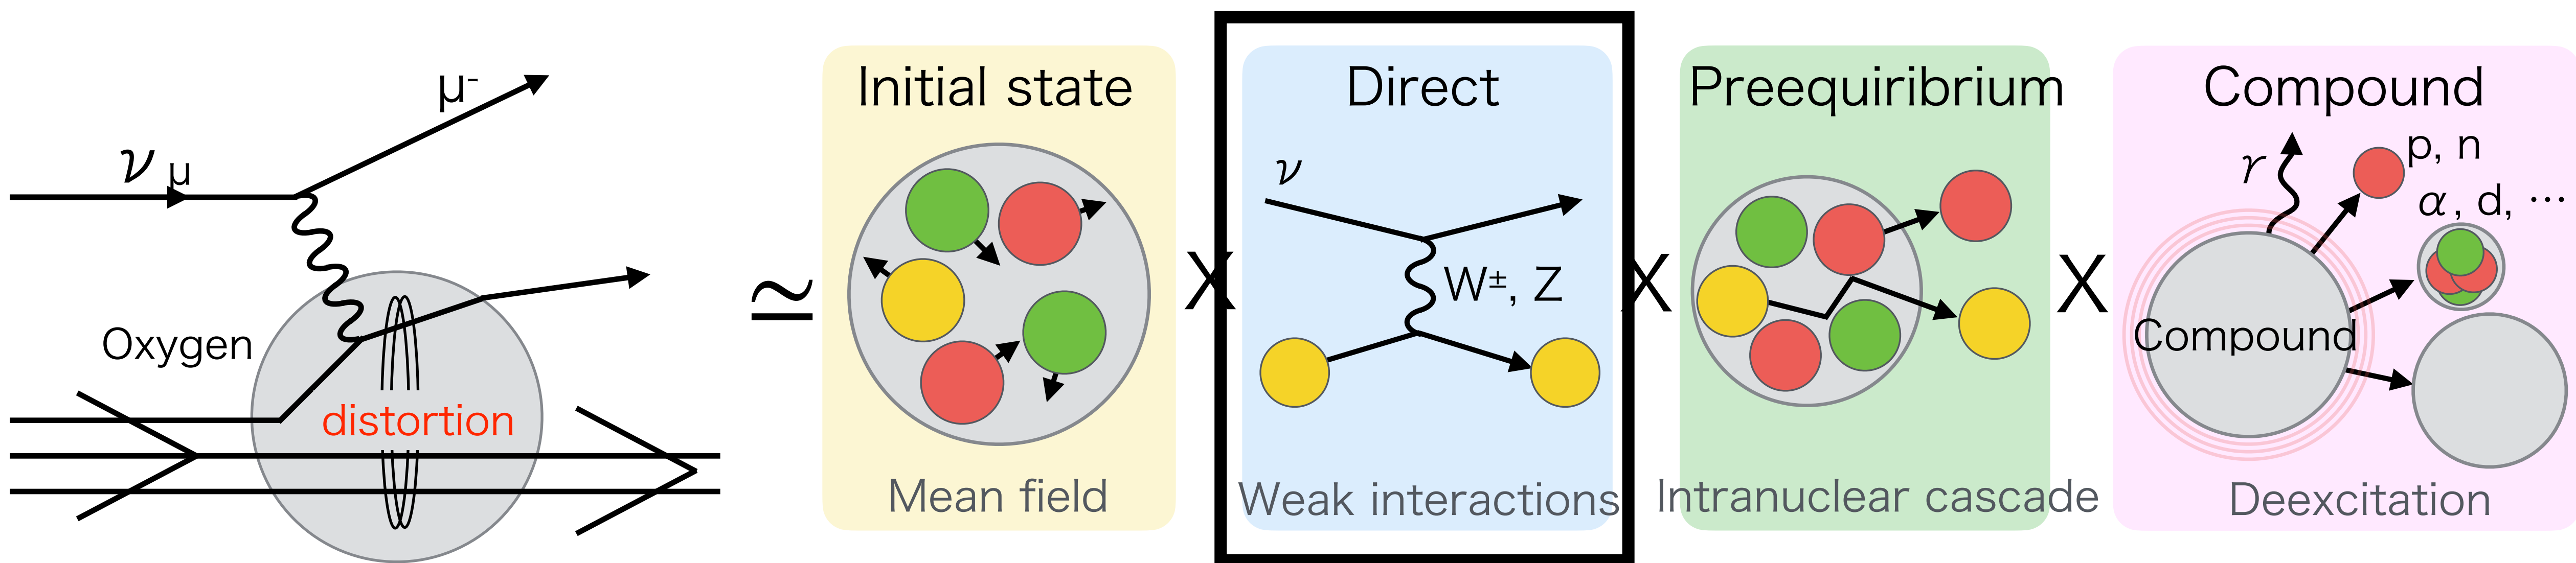 μ-
ν μ
Oxygen
distortion
≃
Initial state
Mean field
X
Direct
ν
W±, Z
Weak interactions
X
Preequiribrium
Intranuclear cascade
X
Compound
γ
p, n
α, d, ⋯
Compound
Deexcitation